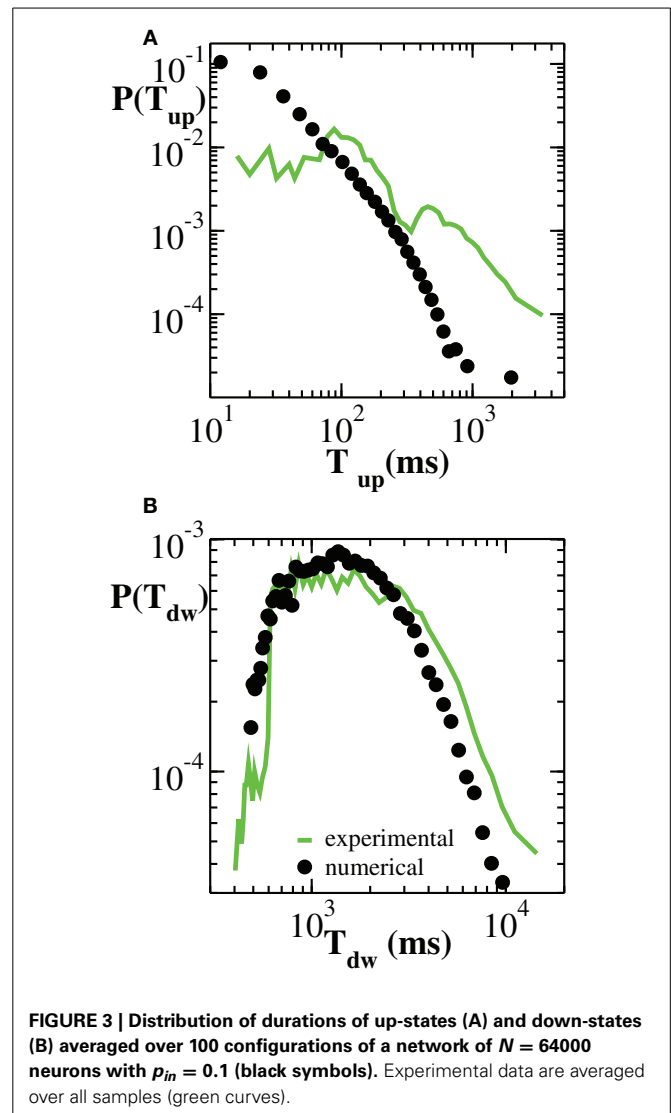 A
10^-1
P(T_up)
10^-2
10^-3
10^-4
10^1 10^2 10^3
T_up(ms)
B
10^-3
P(T_dw)
10^-4
experimental
numerical
10^3 10^4
T_dw (ms)
FIGURE 3 | Distribution of durations of up-states (A) and down-states
(B) averaged over 100 configurations of a network of N = 64000
neurons with p_in = 0.1 (black symbols). Experimental data are averaged
over all samples (green curves).